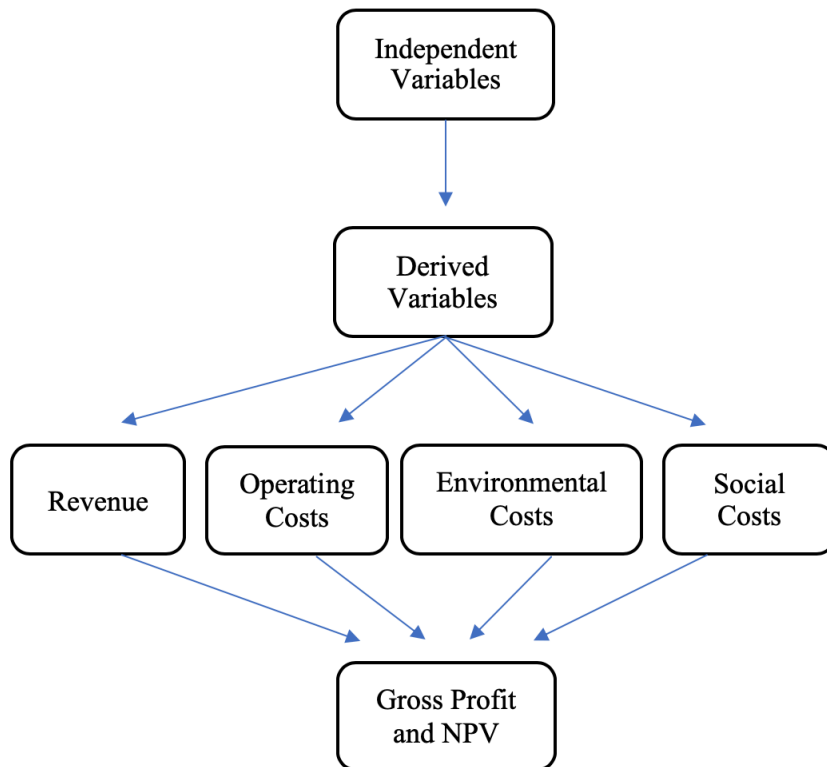 Independent
Variables
Derived
Variables
Revenue
Operating
Costs
Environmental
Costs
Social
Costs
Gross Profit
and NPV